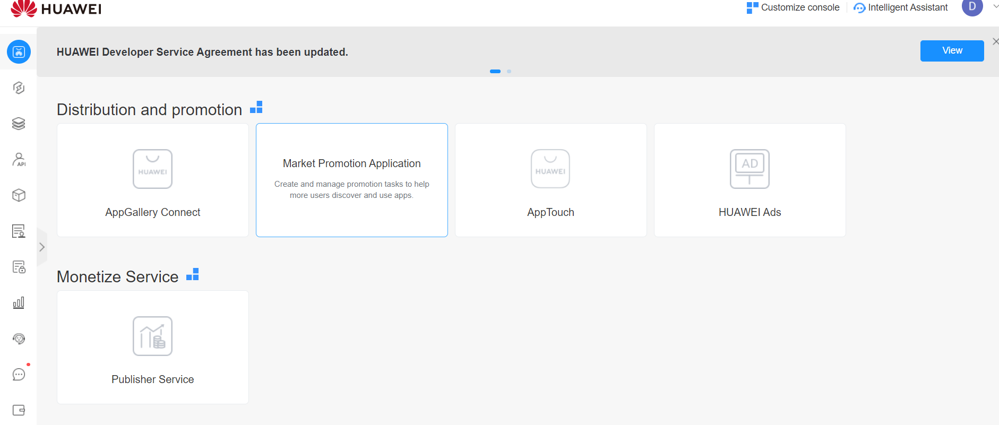 HUAWEI
Customize console
Intelligent Assistant
D
HUAWEI Developer Service Agreement has been updated.
View
Distribution and promotion
HUAWEI
AppGallery Connect
Market Promotion Application
Create and manage promotion tasks to help
more users discover and use apps.
HUAWEI
AppTouch
AD
HUAWEI Ads
API
Monetize Service
Publisher Service